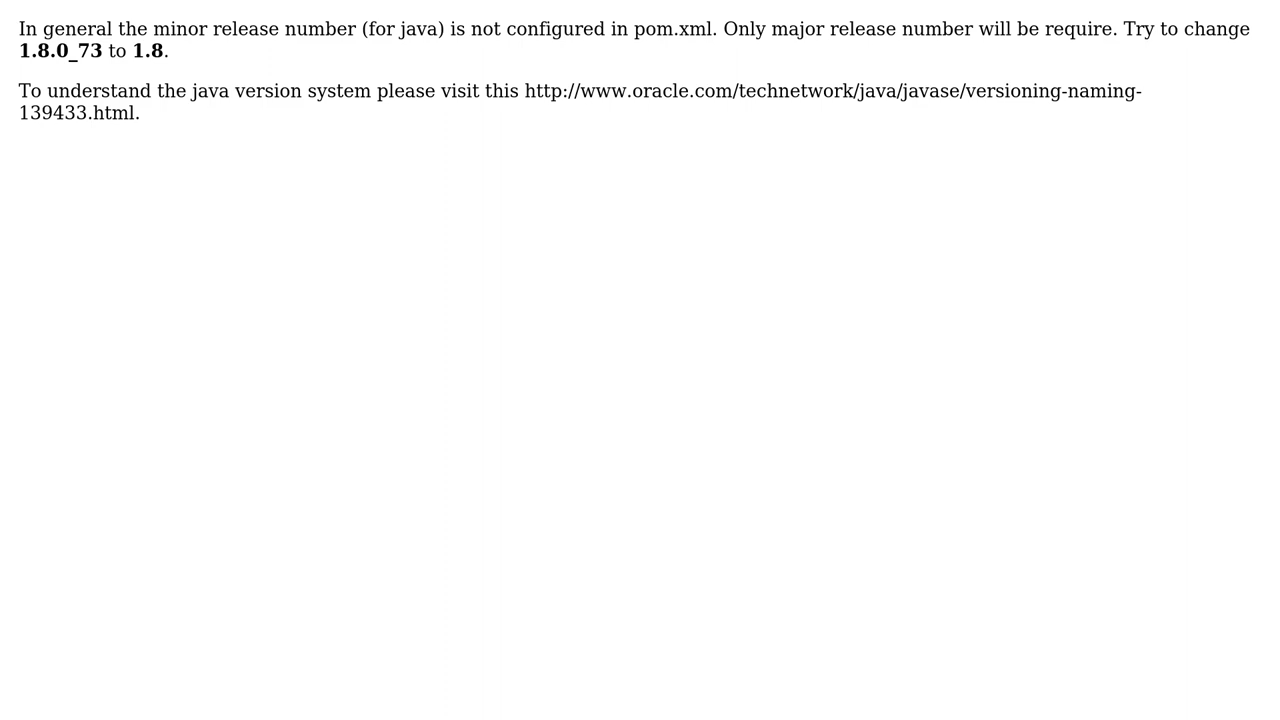 In general the minor release number (for java) is not configured in pom.xml. Only major release number will be require. Try to change
1.8.0_73 to 1.8.
To understand the java version system please visit this http://www.oracle.com/technetwork/java/javase/versioning-naming-
139433.html.